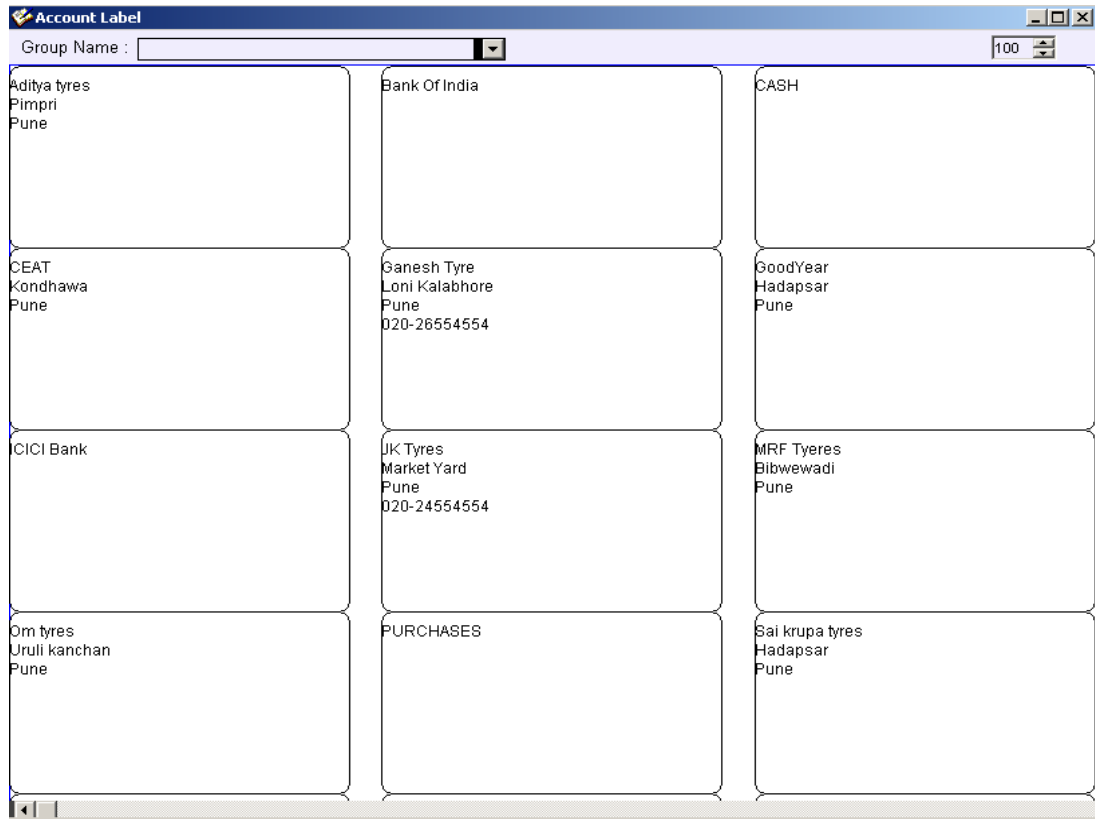 Account Label
Group Name :
100
Aditya tyres
Pimpri
Pune
Bank Of India
CASH
CEAT
Kondhawa
Pune
Ganesh Tyre
Loni Kalabhore
Pune
020-26554554
GoodYear
Hadapsar
Pune
ICICI Bank
JK Tyres
Market Yard
Pune
020-24554554
MRF Tyeres
Bibwewadi
Pune
Om tyres
Uruli kanchan
Pune
PURCHASES
Sai krupa tyres
Hadapsar
Pune